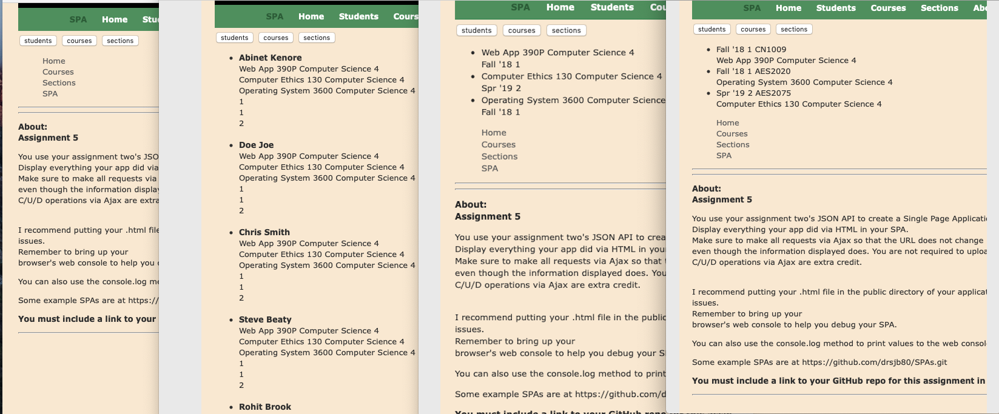 SPA Home Stu
students courses sections
Home
Courses
Sections
SPA
About:
Assignment 5
You use your assignment two's JSO
Display everything your app did via
Make sure to make all requests via
even though the information display
C/U/D operations via Ajax are extra
I recommend putting your .html file
issues.
Remember to bring up your
browser's web console to help you
You can also use the console.log me
Some example SPAs are at https://
You must include a link to your
SPA Home Students Cours
students courses sections
Abinet Kenore
Web App 390P Computer Science 4
Computer Ethics 130 Computer Science 4
Operating System 3600 Computer Science 4
1
1
2
Doe Joe
Web App 390P Computer Science 4
Computer Ethics 130 Computer Science 4
Operating System 3600 Computer Science 4
1
1
2
Chris Smith
Web App 390P Computer Science 4
Computer Ethics 130 Computer Science 4
Operating System 3600 Computer Science 4
1
1
2
Steve Beaty
Web App 390P Computer Science 4
Computer Ethics 130 Computer Science 4
Operating System 3600 Computer Science 4
1
1
2
Rohit Brook
SPA Home Students Cou
students courses sections
Web App 390P Computer Science 4
Fall '18 1
Computer Ethics 130 Computer Science 4
Spr '19 2
Operating System 3600 Computer Science
Fall '18 1
Home
Courses
Sections
SPA
About:
Assignment 5
You use your assignment two's JSON API to crea
Display everything your app did via HTML in your
Make sure to make all requests via Ajax so that
even though the information displayed does. You
C/U/D operations via Ajax are extra credit.
I recommend putting your .html file in the public
issues.
Remember to bring up your
browser's web console to help you debug your S
You can also use the console.log method to print
Some example SPAs are at https://github.com/d
You must include a link to your GitHub repo
SPA Home Students Courses Sections Abo
students courses sections
Fall '18 1 CN1009
Web App 390P Computer Science 4
Fall '18 1 AES2020
Operating System 3600 Computer Science 4
Spr '19 2 AES2075
Computer Ethics 130 Computer Science 4
Home
Courses
Sections
SPA
About:
Assignment 5
You use your assignment two's JSON API to create a Single Page Applicati
Display everything your app did via HTML in your SPA.
Make sure to make all requests via Ajax so that the URL does not change
even though the information displayed does. You are not required to uploa
C/U/D operations via Ajax are extra credit.
I recommend putting your .html file in the public directory of your applicat
issues.
Remember to bring up your
browser's web console to help you debug your SPA.
You can also use the console.log method to print values to the web consol
Some example SPAs are at https://github.com/drsjb80/SPAs.git
You must include a link to your GitHub repo for this assignment in